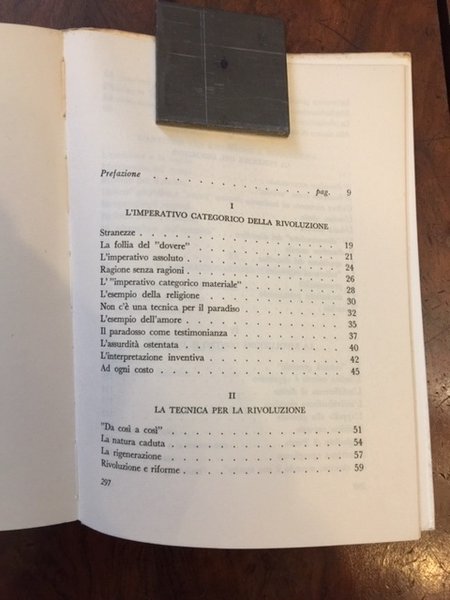 Prefazione . . . . . . . . . . . . pag. 9
I
L'IMPERATIVO CATEGORICO DELLA RIVOLUZIONE
Stranezze . . . . . . . . . . . . 19
La follia del "dovere" . . . . . . . . . . 21
L'imperativo assoluto . . . . . . . . . . 24
Ragione senza ragioni . . . . . . . . . . 26
L' "imperativo categorico materiale" . . . . . . . 28
L'esempio della religione . . . . . . . . . 30
Non c'è una tecnica per il paradiso . . . . . . . 32
L'esempio dell'amore . . . . . . . . . . 35
Il paradosso come testimonianza . . . . . . . 37
L'assurdità ostentata . . . . . . . . . . 40
L'interpretazione inventiva . . . . . . . . . 42
Ad ogni costo . . . . . . . . . . . 45
II
LA TECNICA PER LA RIVOLUZIONE
"Da così a così" . . . . . . . . . . . 51
La natura caduta . . . . . . . . . . . 54
La rigenerazione . . . . . . . . . . . 57
Rivoluzione e riforme . . . . . . . . . . 59
297